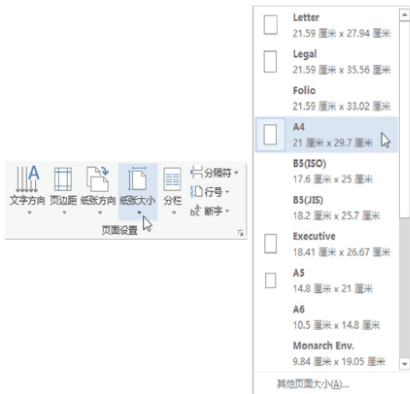 Letter
21.59 厘米 x 27.94 厘米
Legal
21.59 厘米 x 35.56 厘米
Folio
21.59 厘米 x 33.02 厘米
A4
21 厘米 x 29.7 厘米
B5(ISO)
17.6 厘米 x 25 厘米
B5(JIS)
18.2 厘米 x 25.7 厘米
Executive
18.41 厘米 x 26.67 厘米
A5
14.8 厘米 x 21 厘米
A6
10.5 厘米 x 14.8 厘米
Monarch Env.
9.84 厘米 x 19.05 厘米
其他页面大小(A)...
文字方向 页边距 纸张方向 纸张大小 分栏
分隔符
行号
断字
页面设置